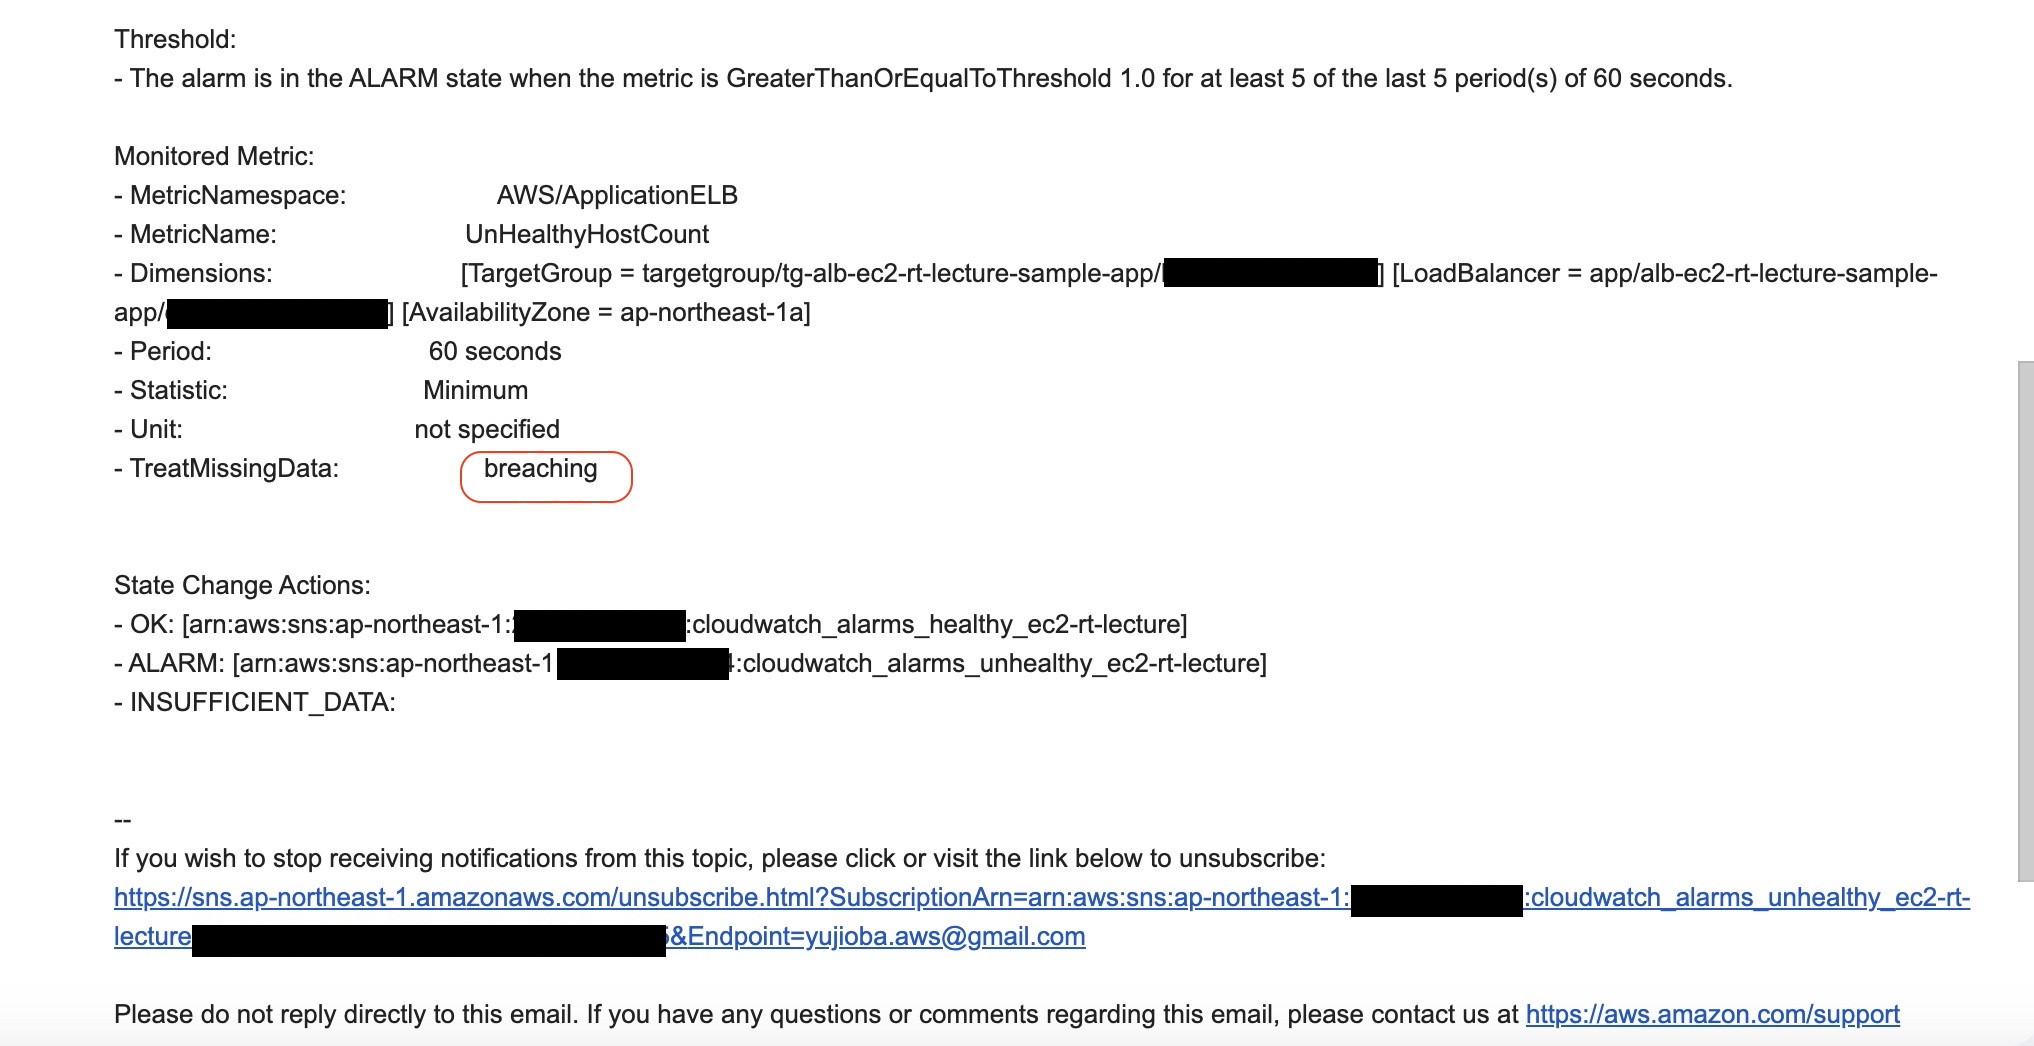 Threshold:
- The alarm is in the ALARM state when the metric is GreaterThanOrEqualToThreshold 1.0 for at least 5 of the last 5 period(s) of 60 seconds.
Monitored Metric:
- MetricNamespace: AWS/ApplicationELB
- MetricName: UnHealthyHostCount
- Dimensions: [TargetGroup = targetgroup/tg-alb-ec2-rt-lecture-sample-app/ ] [LoadBalancer = app/alb-ec2-rt-lecture-sample-
app/ ] [AvailabilityZone = ap-northeast-1a]
- Period: 60 seconds
- Statistic: Minimum
- Unit: not specified
- TreatMissingData: breaching
State Change Actions:
- OK: [arn:aws:sns:ap-northeast-1: :cloudwatch_alarms_healthy_ec2-rt-lecture]
- ALARM: [arn:aws:sns:ap-northeast-1 :cloudwatch_alarms_unhealthy_ec2-rt-lecture]
- INSUFFICIENT_DATA:
--
If you wish to stop receiving notifications from this topic, please click or visit the link below to unsubscribe:
https://sns.ap-northeast-1.amazonaws.com/unsubscribe.html?SubscriptionArn=arn:aws:sns:ap-northeast-1: :cloudwatch_alarms_unhealthy_ec2-rt-
lecture &Endpoint=yujioba.aws@gmail.com
Please do not reply directly to this email. If you have any questions or comments regarding this email, please contact us at https://aws.amazon.com/support